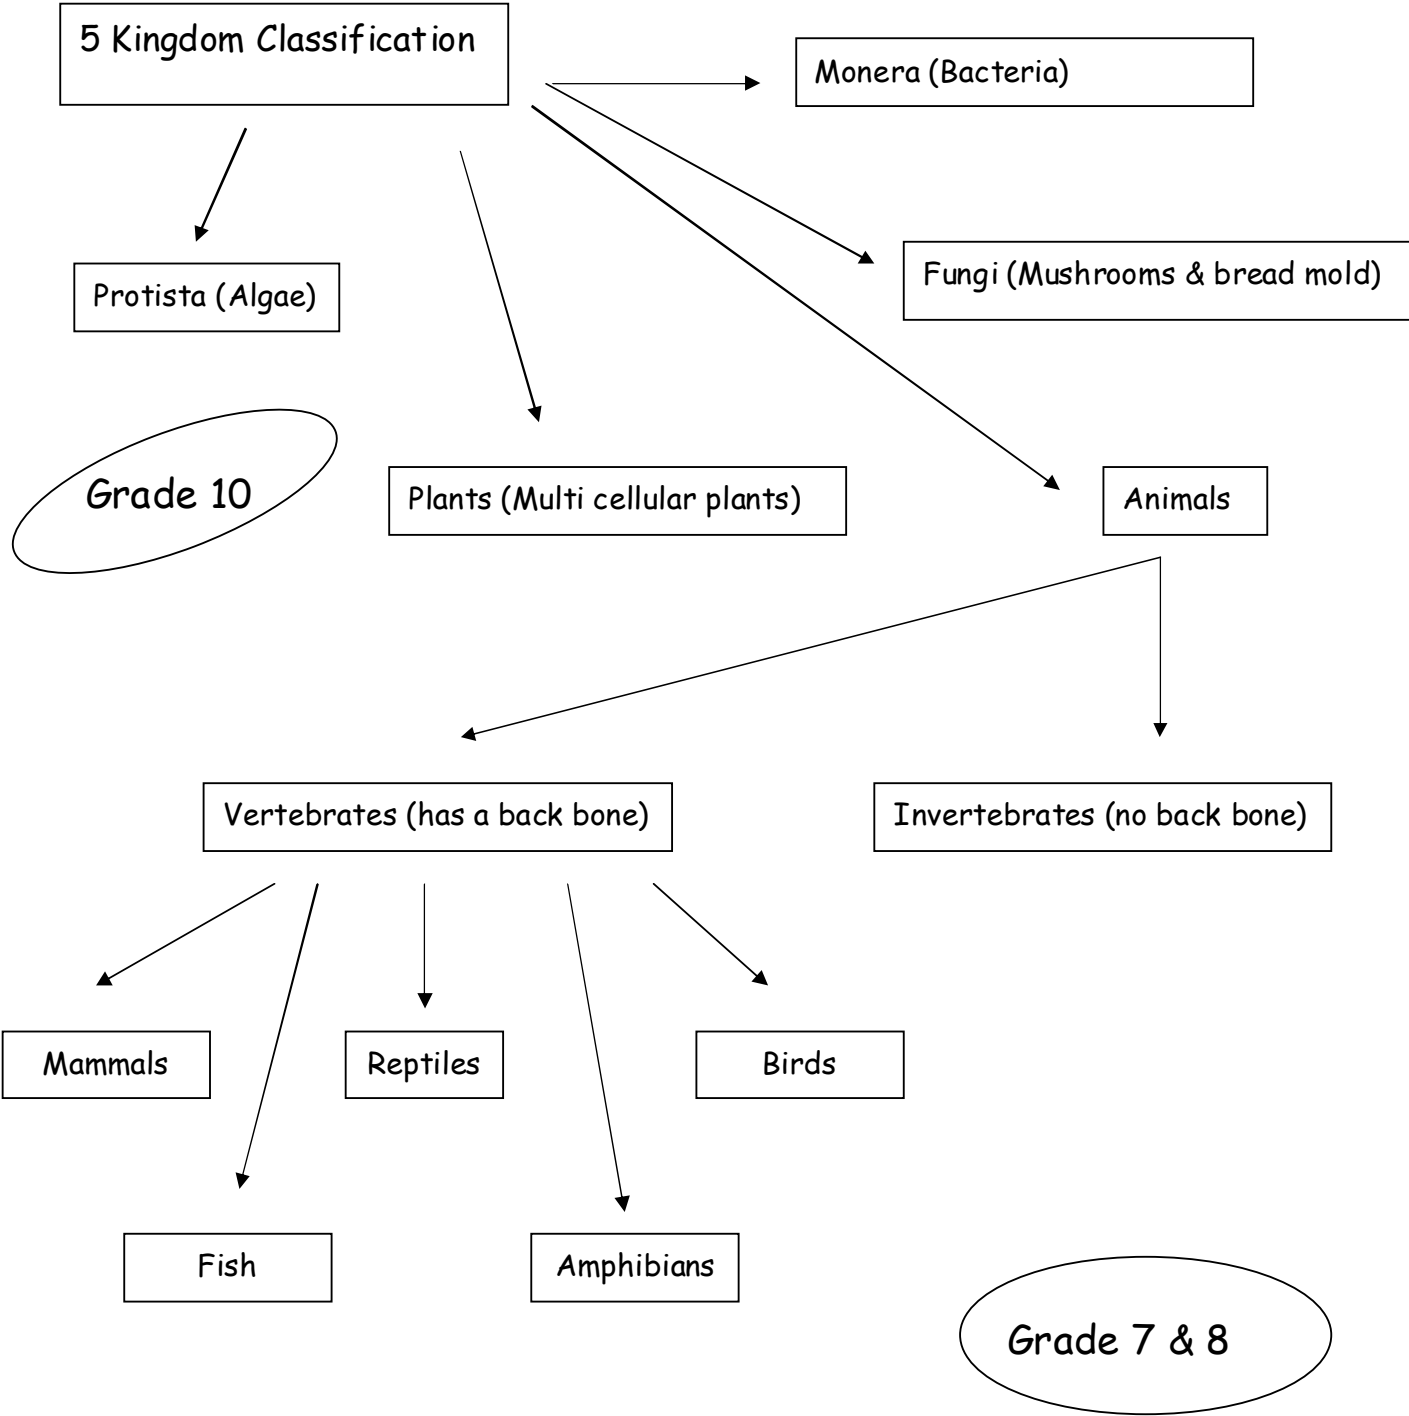 5 Kingdom Classification
Monera (Bacteria)
Fungi (Mushrooms & bread mold)
Protista (Algae)
Grade 10
Plants (Multi cellular plants)
Animals
Vertebrates (has a back bone)
Invertebrates (no back bone)
Mammals
Reptiles
Birds
Fish
Amphibians
Grade 7 & 8